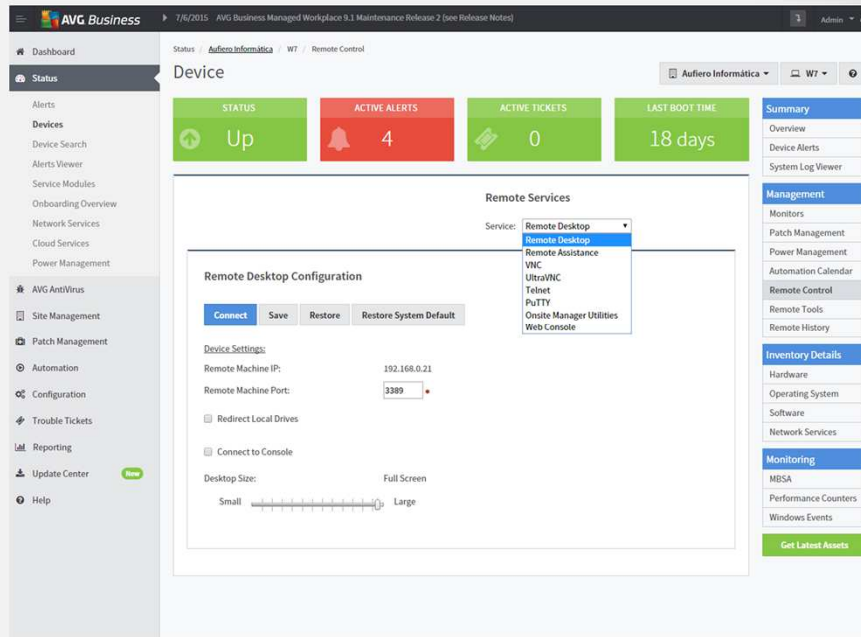 AVG Business
7/6/2015 AVG Business Managed Workplace 9.1 Maintenance Release 2 (see Release Notes)
Admin
Dashboard
Status
Alerts
Devices
Device Search
Alerts Viewer
Service Modules
Onboarding Overview
Network Services
Cloud Services
Power Management
AVG AntiVirus
Site Management
Patch Management
Automation
Configuration
Trouble Tickets
Reporting
Update Center New
Help
Status / Aufiero Informática / W7 / Remote Control
Device
Aufiero Informática
W7
STATUS
Up
ACTIVE ALERTS
4
ACTIVE TICKETS
0
LAST BOOT TIME
18 days
Remote Services
Service: Remote Desktop
Remote Desktop
Remote Assistance
VNC
UltraVNC
Telnet
PuTTY
Onsite Manager Utilities
Web Console
Remote Desktop Configuration
Connect Save Restore Restore System Default
Device Settings:
Remote Machine IP: 192.168.0.21
Remote Machine Port: 3389
Redirect Local Drives
Connect to Console
Desktop Size: Full Screen
Small Large
Summary
Overview
Device Alerts
System Log Viewer
Management
Monitors
Patch Management
Power Management
Automation Calendar
Remote Control
Remote Tools
Remote History
Inventory Details
Hardware
Operating System
Software
Network Services
Monitoring
MBSA
Performance Counters
Windows Events
Get Latest Assets